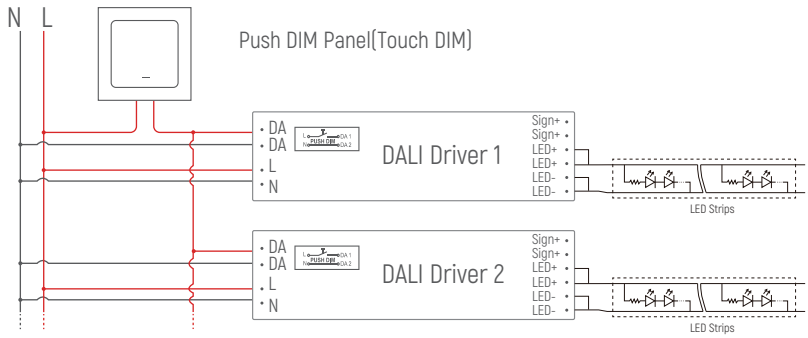 N L
Push DIM Panel(Touch DIM)
DA
DA
L
N
L DA 1
PUSH DIM
N DA 2
DALI Driver 1
Sign+
Sign+
LED+
LED+
LED-
LED-
LED Strips
DA
DA
L
N
L DA 1
PUSH DIM
N DA 2
DALI Driver 2
Sign+
Sign+
LED+
LED+
LED-
LED-
LED Strips